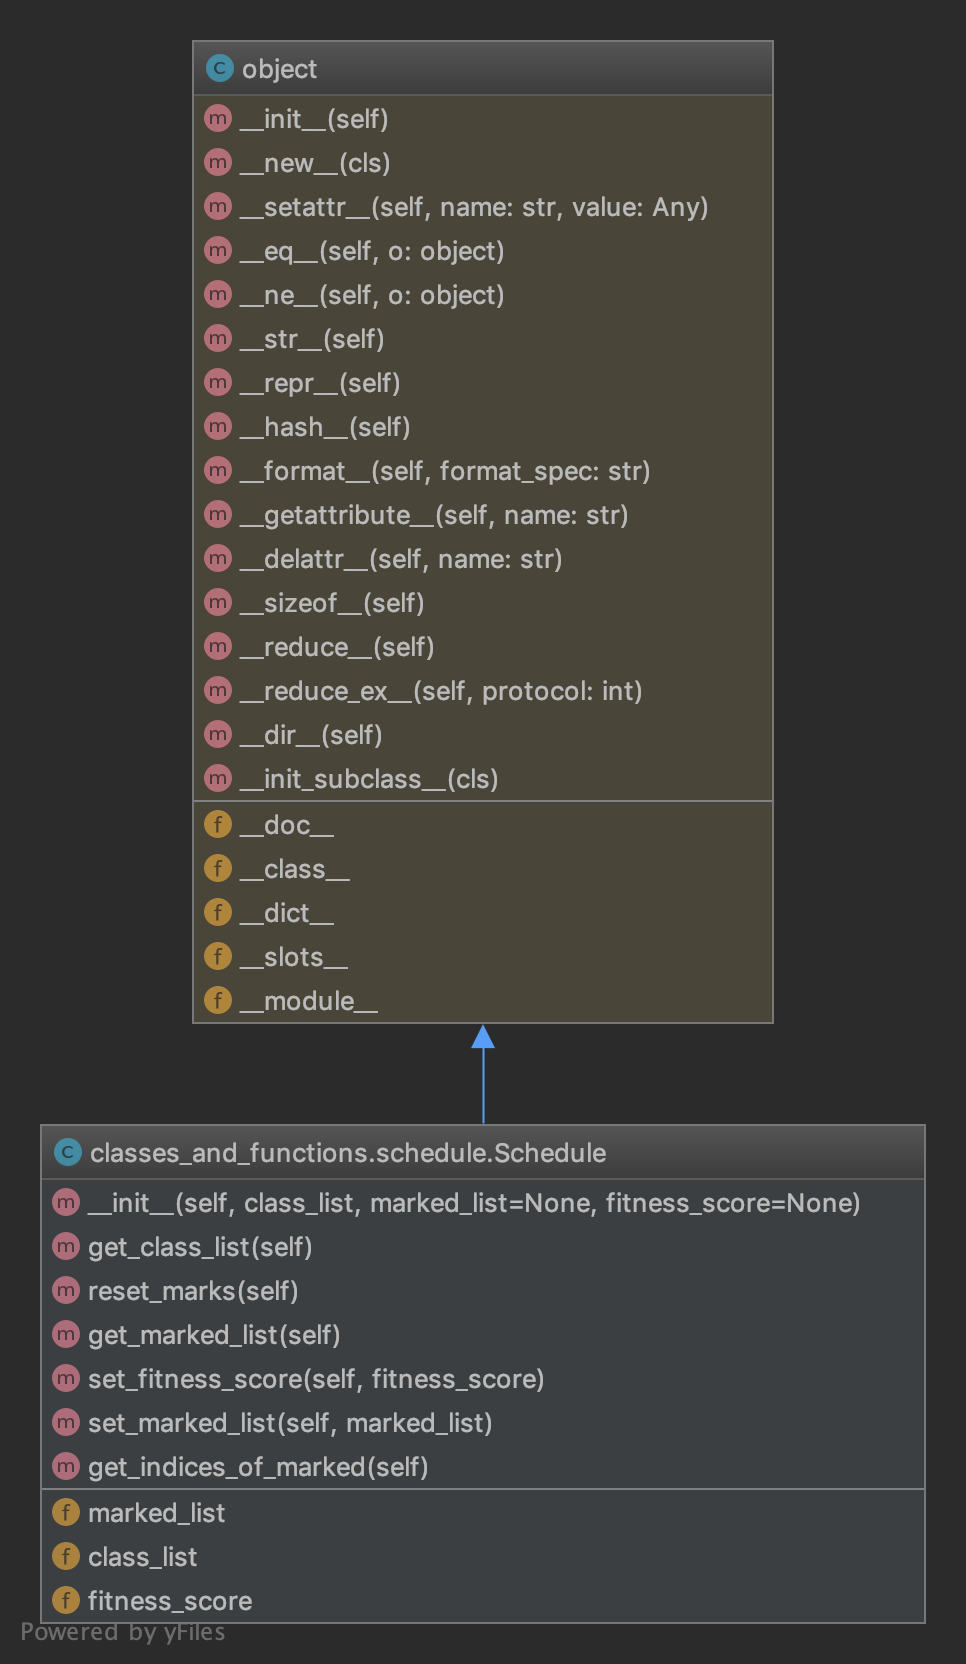 C object
m __init__(self)
m __new__(cls)
m __setattr__(self, name: str, value: Any)
m __eq__(self, o: object)
m __ne__(self, o: object)
m __str__(self)
m __repr__(self)
m __hash__(self)
m __format__(self, format_spec: str)
m __getattribute__(self, name: str)
m __delattr__(self, name: str)
m __sizeof__(self)
m __reduce__(self)
m __reduce_ex__(self, protocol: int)
m __dir__(self)
m __init_subclass__(cls)
f __doc__
f __class__
f __dict__
f __slots__
f __module__
C classes_and_functions.schedule.Schedule
m __init__(self, class_list, marked_list=None, fitness_score=None)
m get_class_list(self)
m reset_marks(self)
m get_marked_list(self)
m set_fitness_score(self, fitness_score)
m set_marked_list(self, marked_list)
m get_indices_of_marked(self)
f marked_list
f class_list
f fitness_score
Powered by yFiles